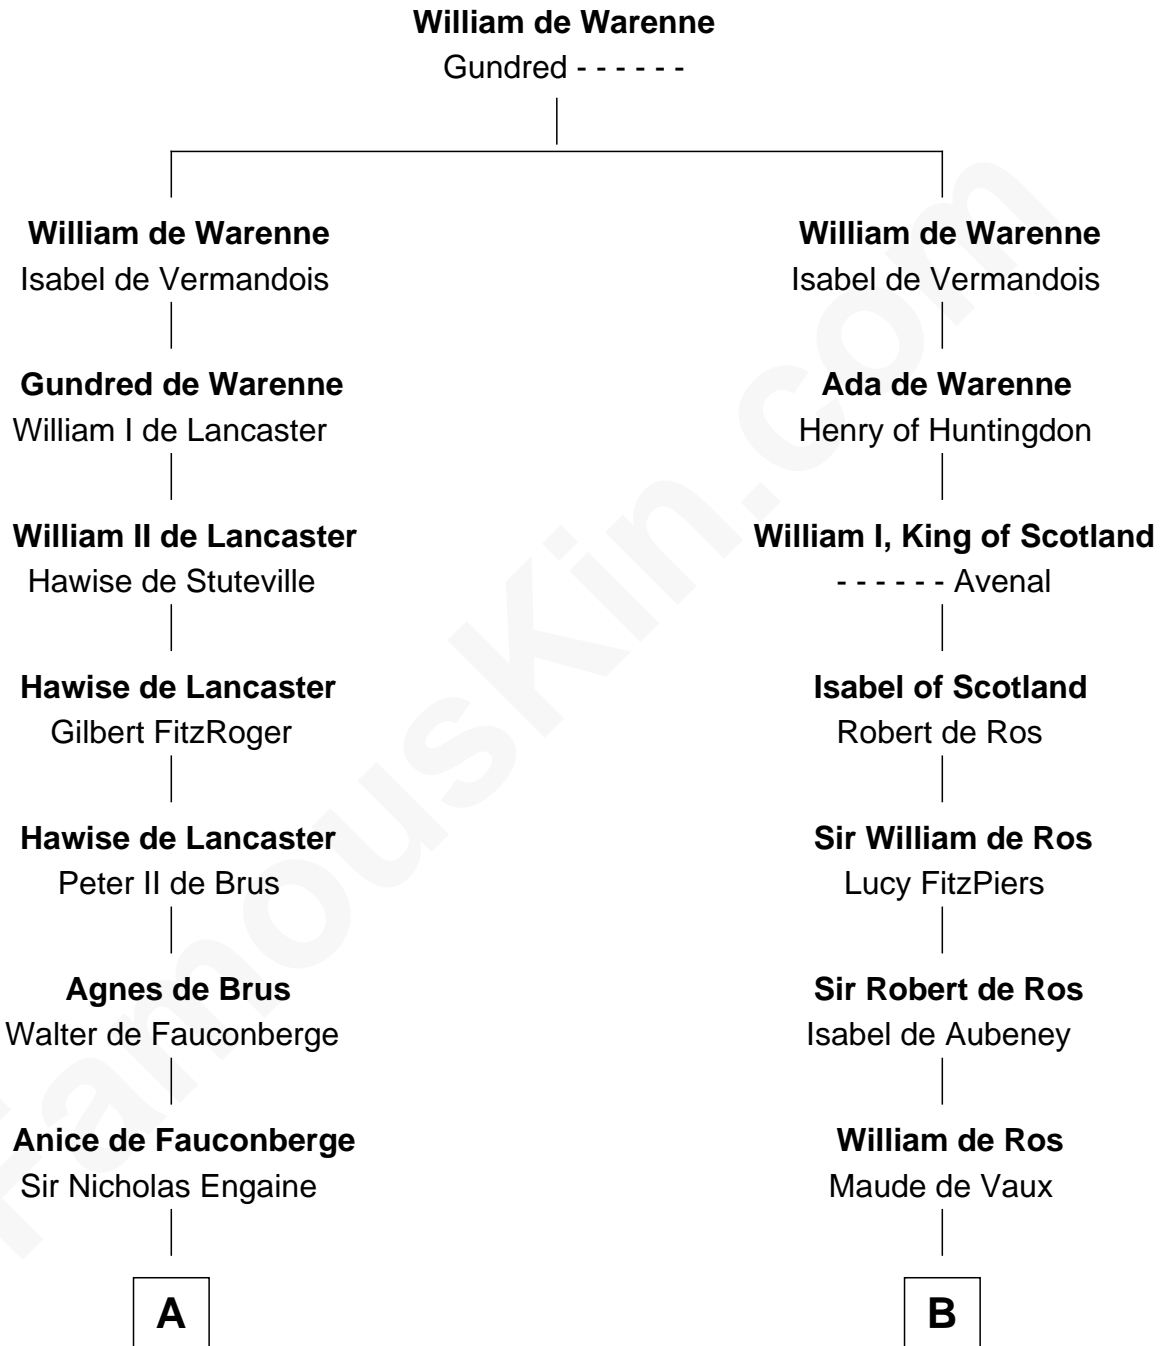 William de Warenne
Gundred - - - - - -
William de Warenne
Isabel de Vermandois
Gundred de Warenne
William I de Lancaster
William II de Lancaster
Hawise de Stuteville
Hawise de Lancaster
Gilbert FitzRoger
Hawise de Lancaster
Peter II de Brus
Agnes de Brus
Walter de Fauconberge
Anice de Fauconberge
Sir Nicholas Engaine
A
William de Warenne
Isabel de Vermandois
Ada de Warenne
Henry of Huntingdon
William I, King of Scotland
- - - - - - Avenal
Isabel of Scotland
Robert de Ros
Sir William de Ros
Lucy FitzPiers
Sir Robert de Ros
Isabel de Aubeney
William de Ros
Maude de Vaux
B
FamousKin.com